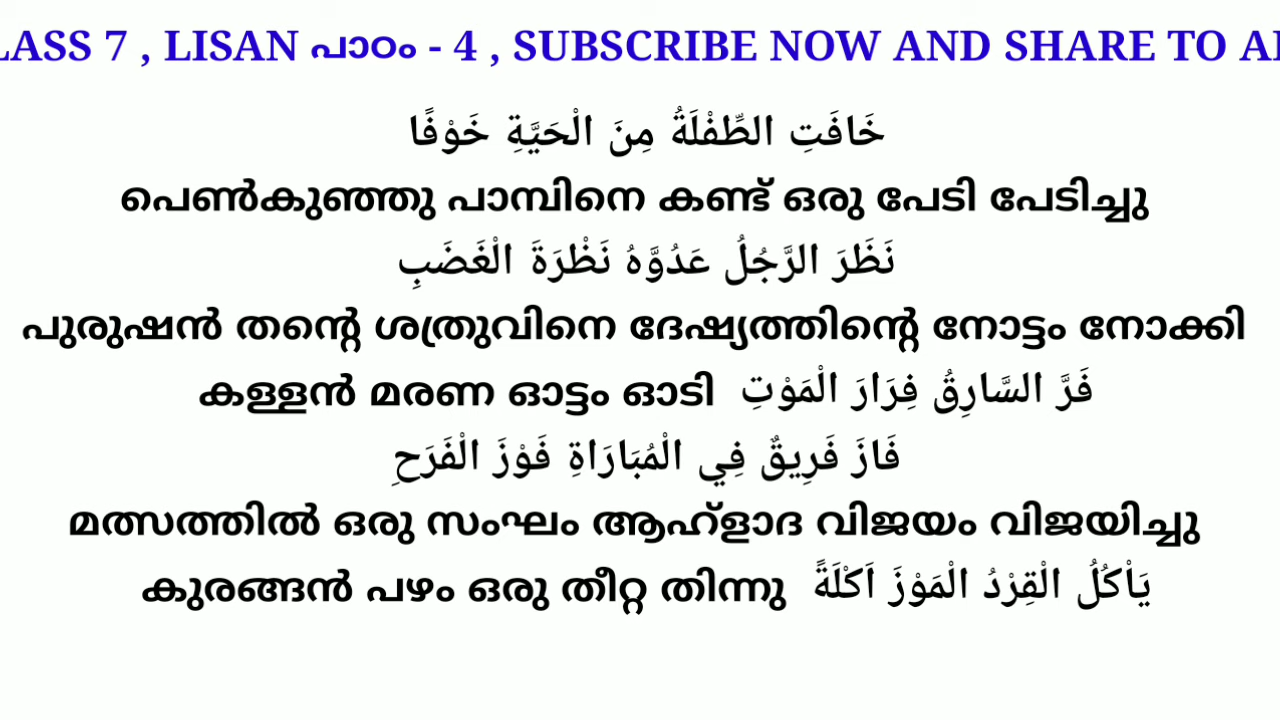 LASS 7 , LISAN പാഠം - 4 , SUBSCRIBE NOW AND SHARE TO
خَافَتِ الطِّفْلَةُ مِنَ الْحَيَّةِ خَوْفًا
പെൺകുഞ്ഞു പാമ്പിനെ കണ്ട് ഒരു പേടി പേടിച്ചു
نَظَرَ الرَّجُلُ عَدُوَّهُ نَظْرَةَ الْغَضَبِ
പുരുഷൻ തന്റെ ശത്രുവിനെ ദേഷ്യത്തിന്റെ നോട്ടം നോക്കി
കള്ളൻ മരണ ഓട്ടം ഓടി فَرَّ السَّارِقُ فِرَارَ الْمَوْتِ
فَازَ فَرِيقٌ فِي الْمُبَارَاةِ فَوْزَ الْفَرَحِ
മത്സത്തിൽ ഒരു സംഘം ആഹ്ളാദ വിജയം വിജയിച്ചു
കുരങ്ങൻ പഴം ഒരു തീറ്റ തിന്നു يَاْكُلُ الْقِرْدُ الْمَوْزَ اَكْلَةً